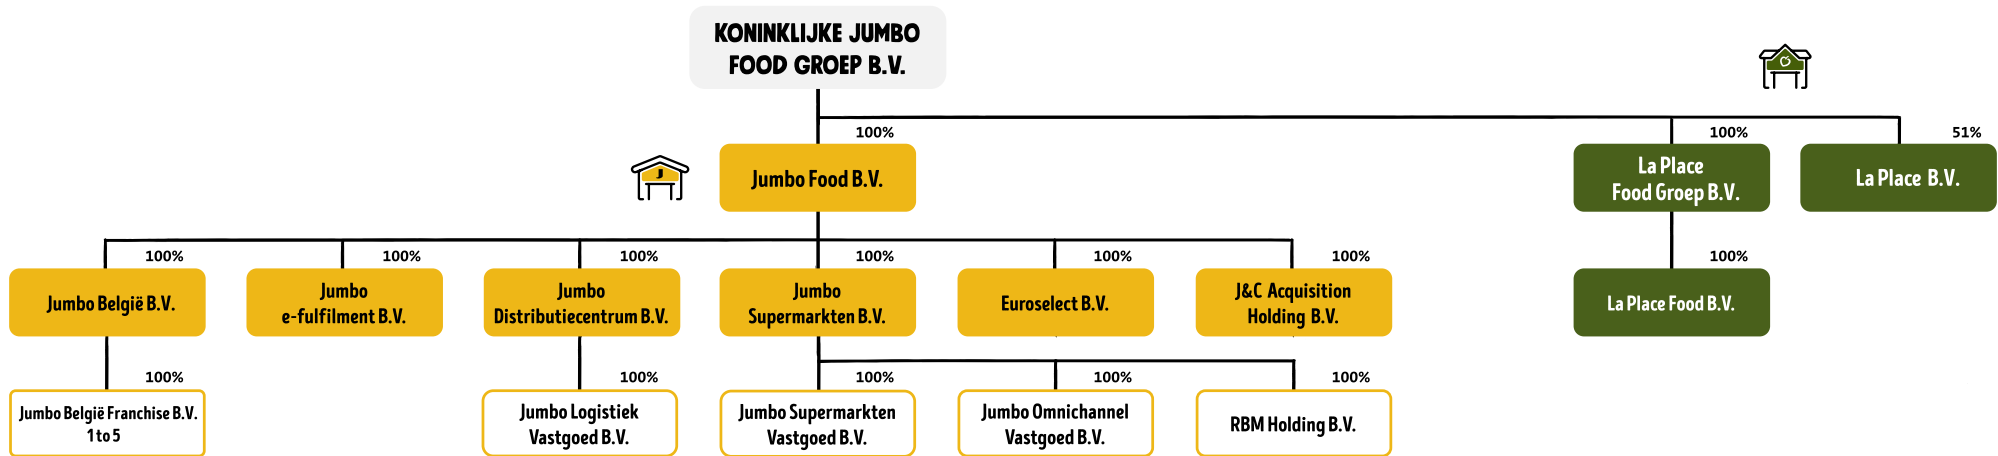 KONINKLIJKE JUMBO
FOOD GROEP B.V.
100%
100%
51%
J
Jumbo Food B.V.
La Place
Food Groep B.V.
La Place B.V.
100%
100%
100%
100%
100%
100%
100%
Jumbo België B.V.
Jumbo
e-fulfilment B.V.
Jumbo
Distributiecentrum B.V.
Jumbo
Supermarkten B.V.
Euroselect B.V.
J&C Acquisition
Holding B.V.
La Place Food B.V.
100%
100%
100%
100%
100%
Jumbo België Franchise B.V.
1 to 5
Jumbo Logistiek
Vastgoed B.V.
Jumbo Supermarkten
Vastgoed B.V.
Jumbo Omnichannel
Vastgoed B.V.
RBM Holding B.V.